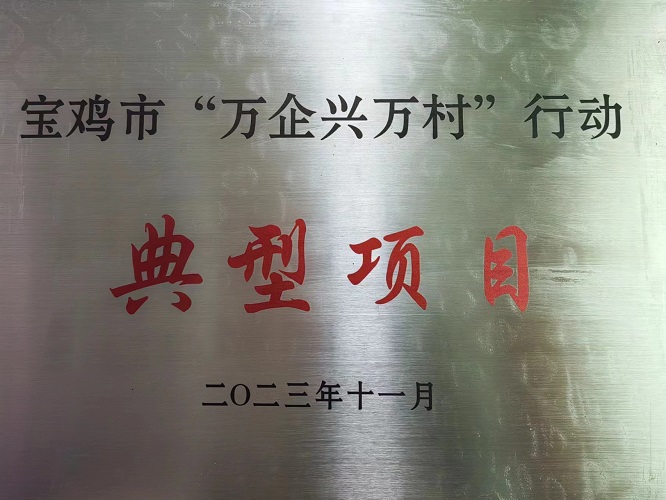 宝鸡市“万企兴万村”行动
典型项目
二〇二三年十一月